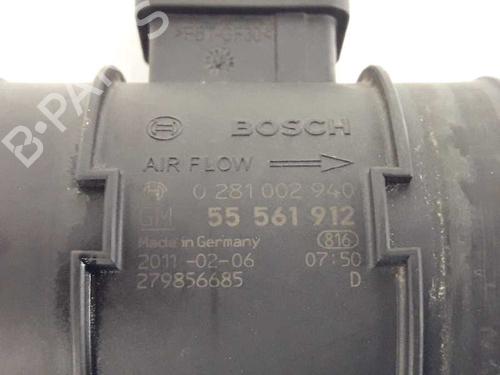 >PBT-GF30<
BOSCH
AIR FLOW
0 281 002 940
GM 55 561 912
Made in Germany 816
2011-02-06 07:50
279856685 D